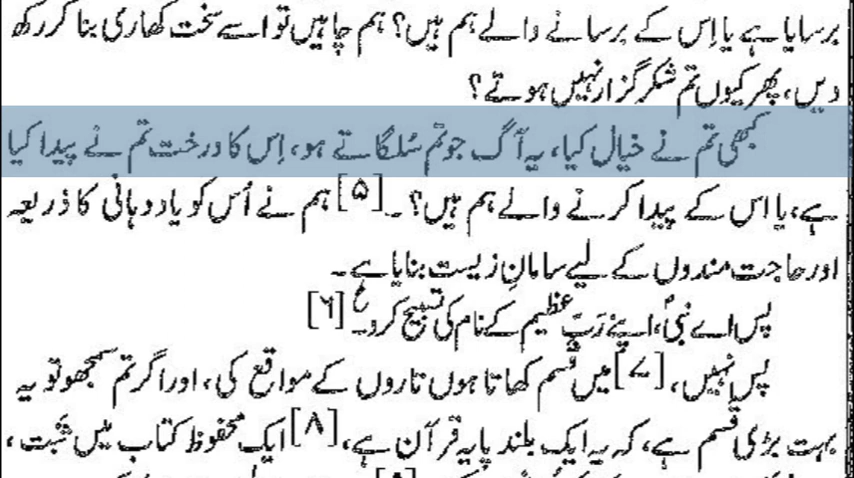 برسایا ہے یا اِس کے برسانے والے ہم ہیں؟ ہم چاہیں تو اسے سخت کھاری بنا کر رکھ
دیں، پھر کیوں تم شکر گزار نہیں ہوتے؟
کبھی تم نے خیال کیا، یہ آگ جو تم سُلگاتے ہو، اِس کا درخت تم نے پیدا کیا
ہے، یا اس کے پیدا کرنے والے ہم ہیں؟ ۔[۵] ہم نے اُس کو یاد دہانی کا ذریعہ
اور حاجت مندوں کے لیے سامانِ زیست بنایا ہے۔
پس اے نبیؐ، اپنے رَبِّ عظیم کے نام کی تسبیح کرو۔ ع [۶]
پس نہیں، [۷] میں قسم کھاتا ہوں تاروں کے مواقع کی، اور اگر تم سمجھو تو یہ
بہت بڑی قسم ہے، کہ یہ ایک بلند پایہ قرآن ہے، [۸] ایک محفوظ کتاب میں ثبت،